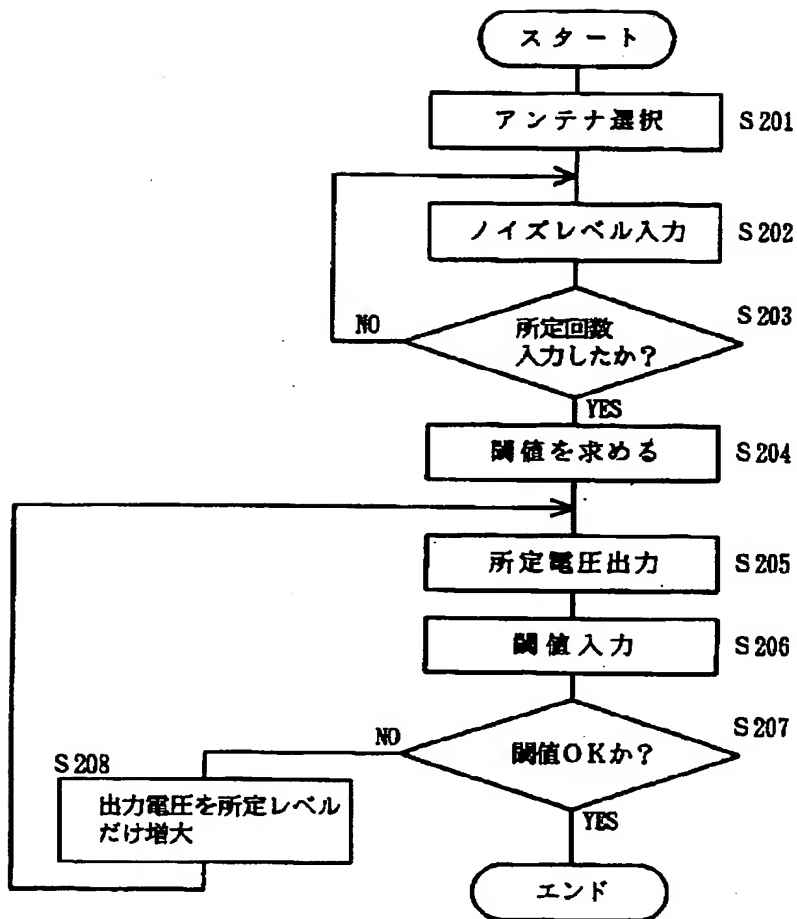 スタート
アンテナ選択
S201
ノイズレベル入力
S202
S203
NO
所定回数
入力したか？
YES
閾値を求める
S204
所定電圧出力
S205
閾値入力
S206
S207
NO
閾値OKか？
S208
出力電圧を所定レベル
だけ増大
YES
エンド